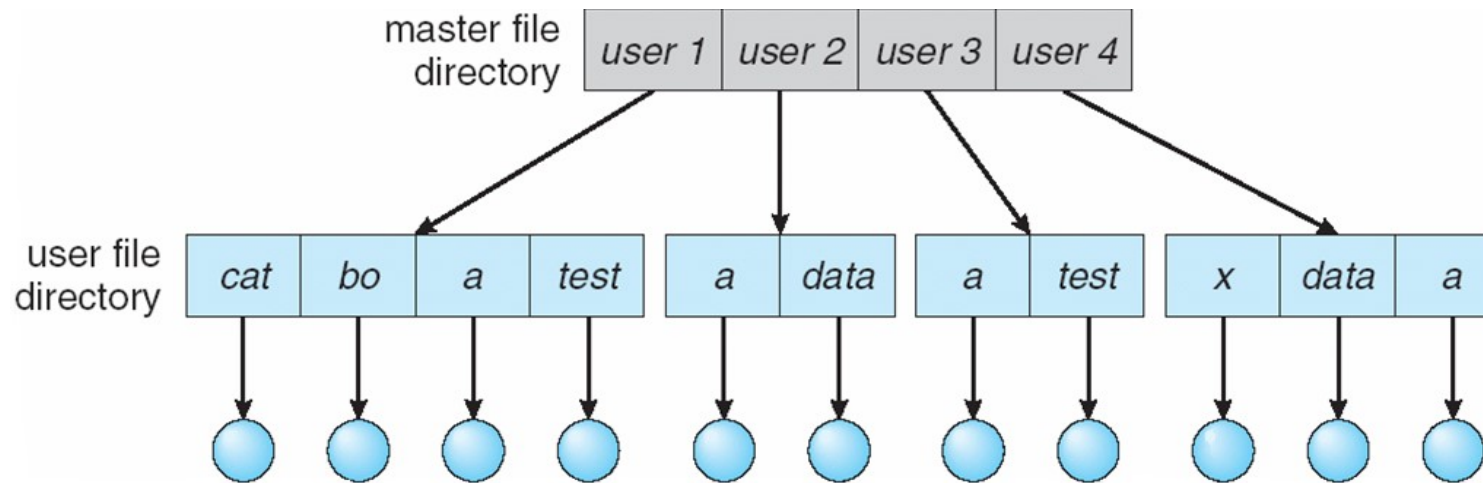 master file
directory
user 1 user 2 user 3 user 4
user file
directory
cat bo a test a data a test x data a